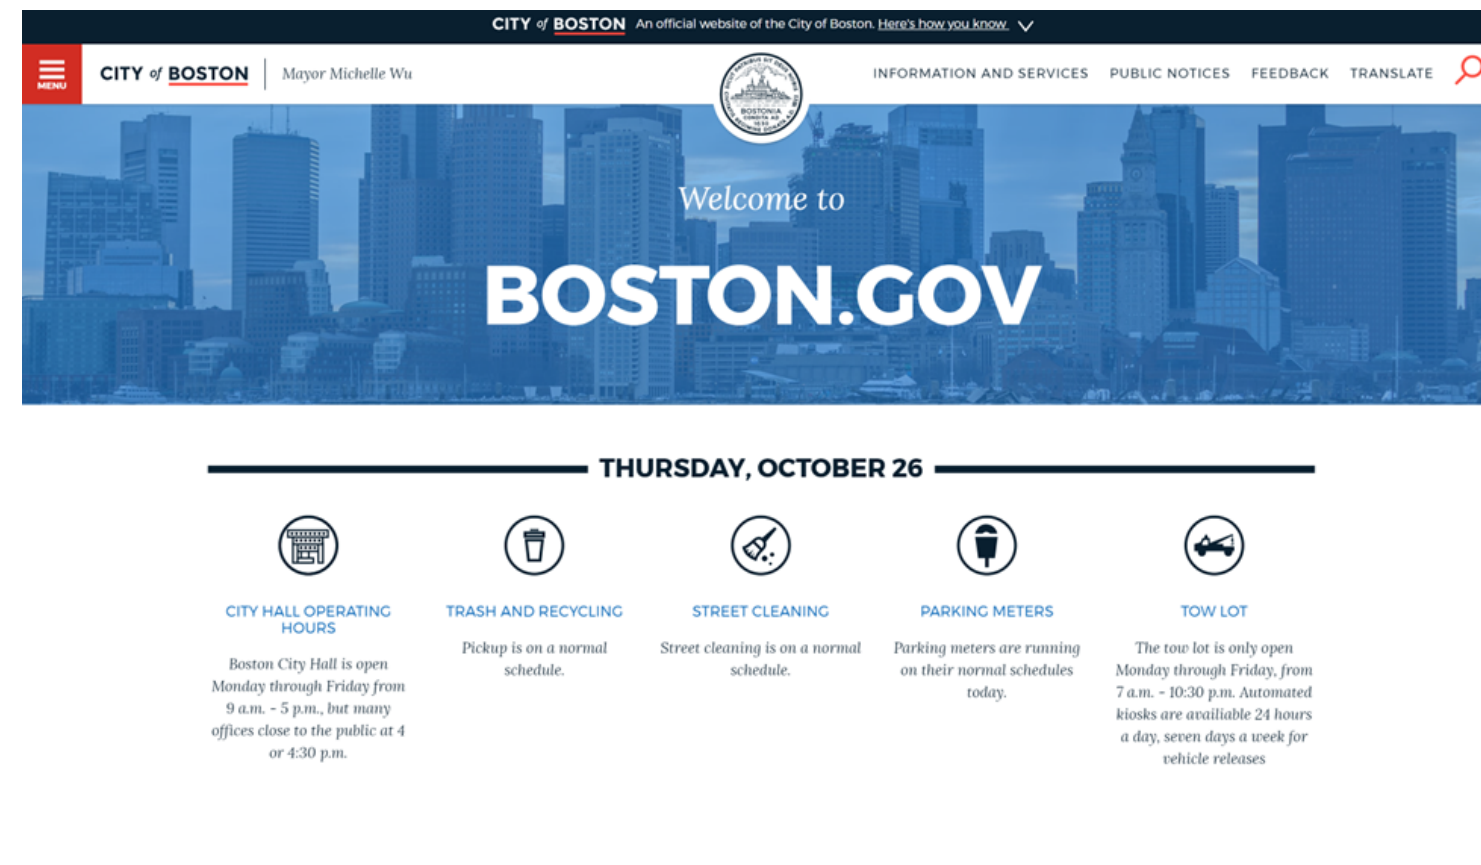 CITY of BOSTON An official website of the City of Boston. Here's how you know
MENU
CITY of BOSTON Mayor Michelle Wu
BOSTONIA
CONDITA AD
1630
INFORMATION AND SERVICES PUBLIC NOTICES FEEDBACK TRANSLATE
Welcome to
BOSTON.GOV
THURSDAY, OCTOBER 26
CITY HALL OPERATING
HOURS
Boston City Hall is open
Monday through Friday from
9 a.m. - 5 p.m., but many
offices close to the public at 4
or 4:30 p.m.
TRASH AND RECYCLING
Pickup is on a normal
schedule.
STREET CLEANING
Street cleaning is on a normal
schedule.
PARKING METERS
Parking meters are running
on their normal schedules
today.
TOW LOT
The tow lot is only open
Monday through Friday, from
7 a.m. - 10:30 p.m. Automated
kiosks are availiable 24 hours
a day, seven days a week for
vehicle releases